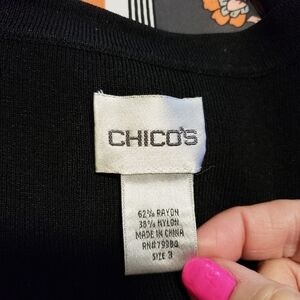 CHICO'S
62% RAYON
38% NYLON
MADE IN CHINA
RN# 79380
SIZE 3